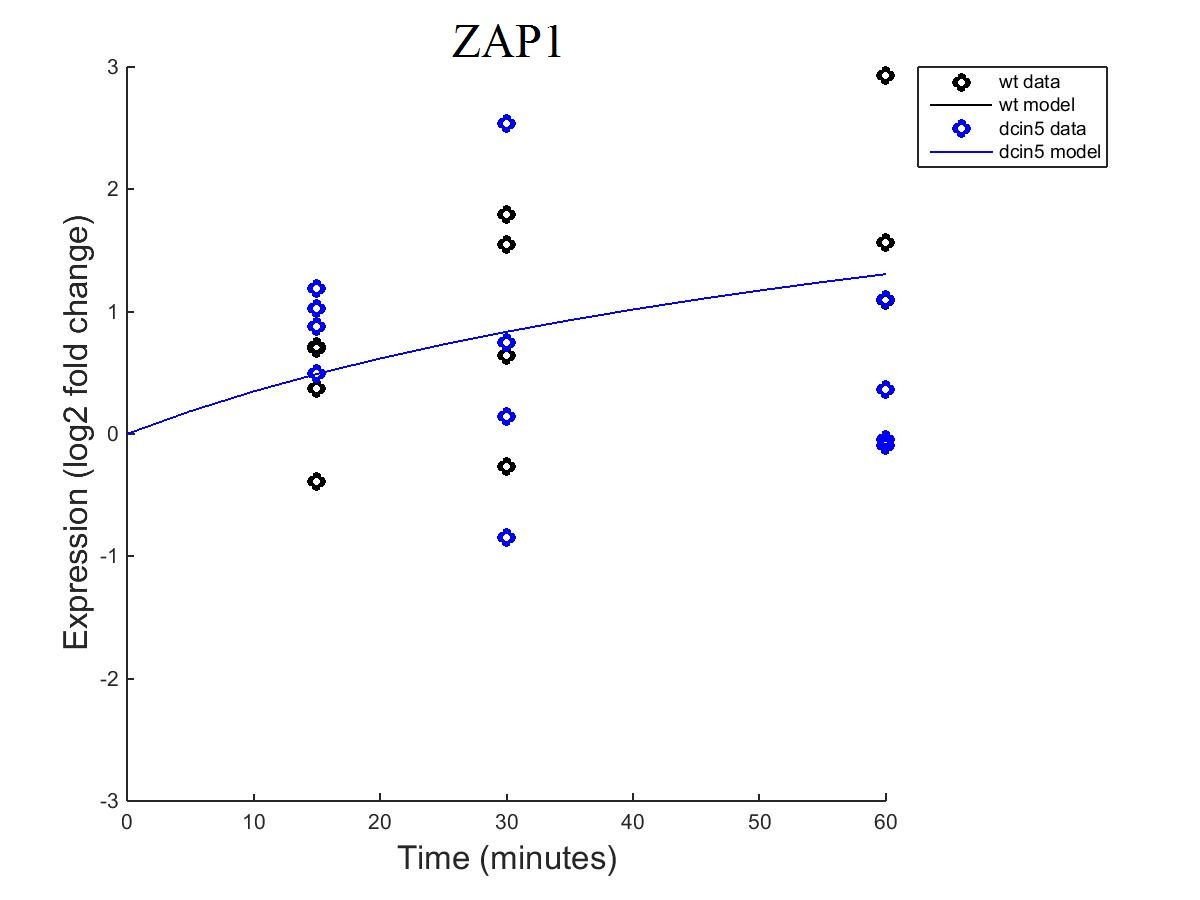 ZAP1
3
2
1
0
-1
-2
-3
Expression (log2 fold change)
0 10 20 30 40 50 60
Time (minutes)
wt data
wt model
dcin5 data
dcin5 model